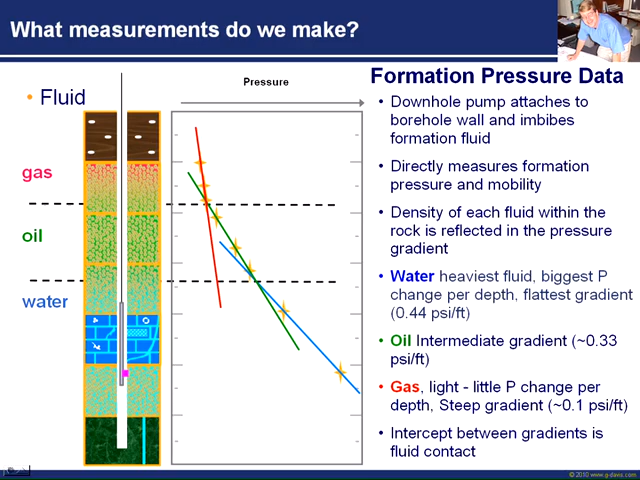 What measurements do we make?
• Fluid
gas
oil
water
Pressure
Formation Pressure Data
• Downhole pump attaches to
borehole wall and imbibes
formation fluid
• Directly measures formation
pressure and mobility
• Density of each fluid within the
rock is reflected in the pressure
gradient
• Water heaviest fluid, biggest P
change per depth, flattest gradient
(0.44 psi/ft)
• Oil Intermediate gradient (~0.33
psi/ft)
• Gas, light - little P change per
depth, Steep gradient (~0.1 psi/ft)
• Intercept between gradients is
fluid contact
© 2010 www.g-davis.com